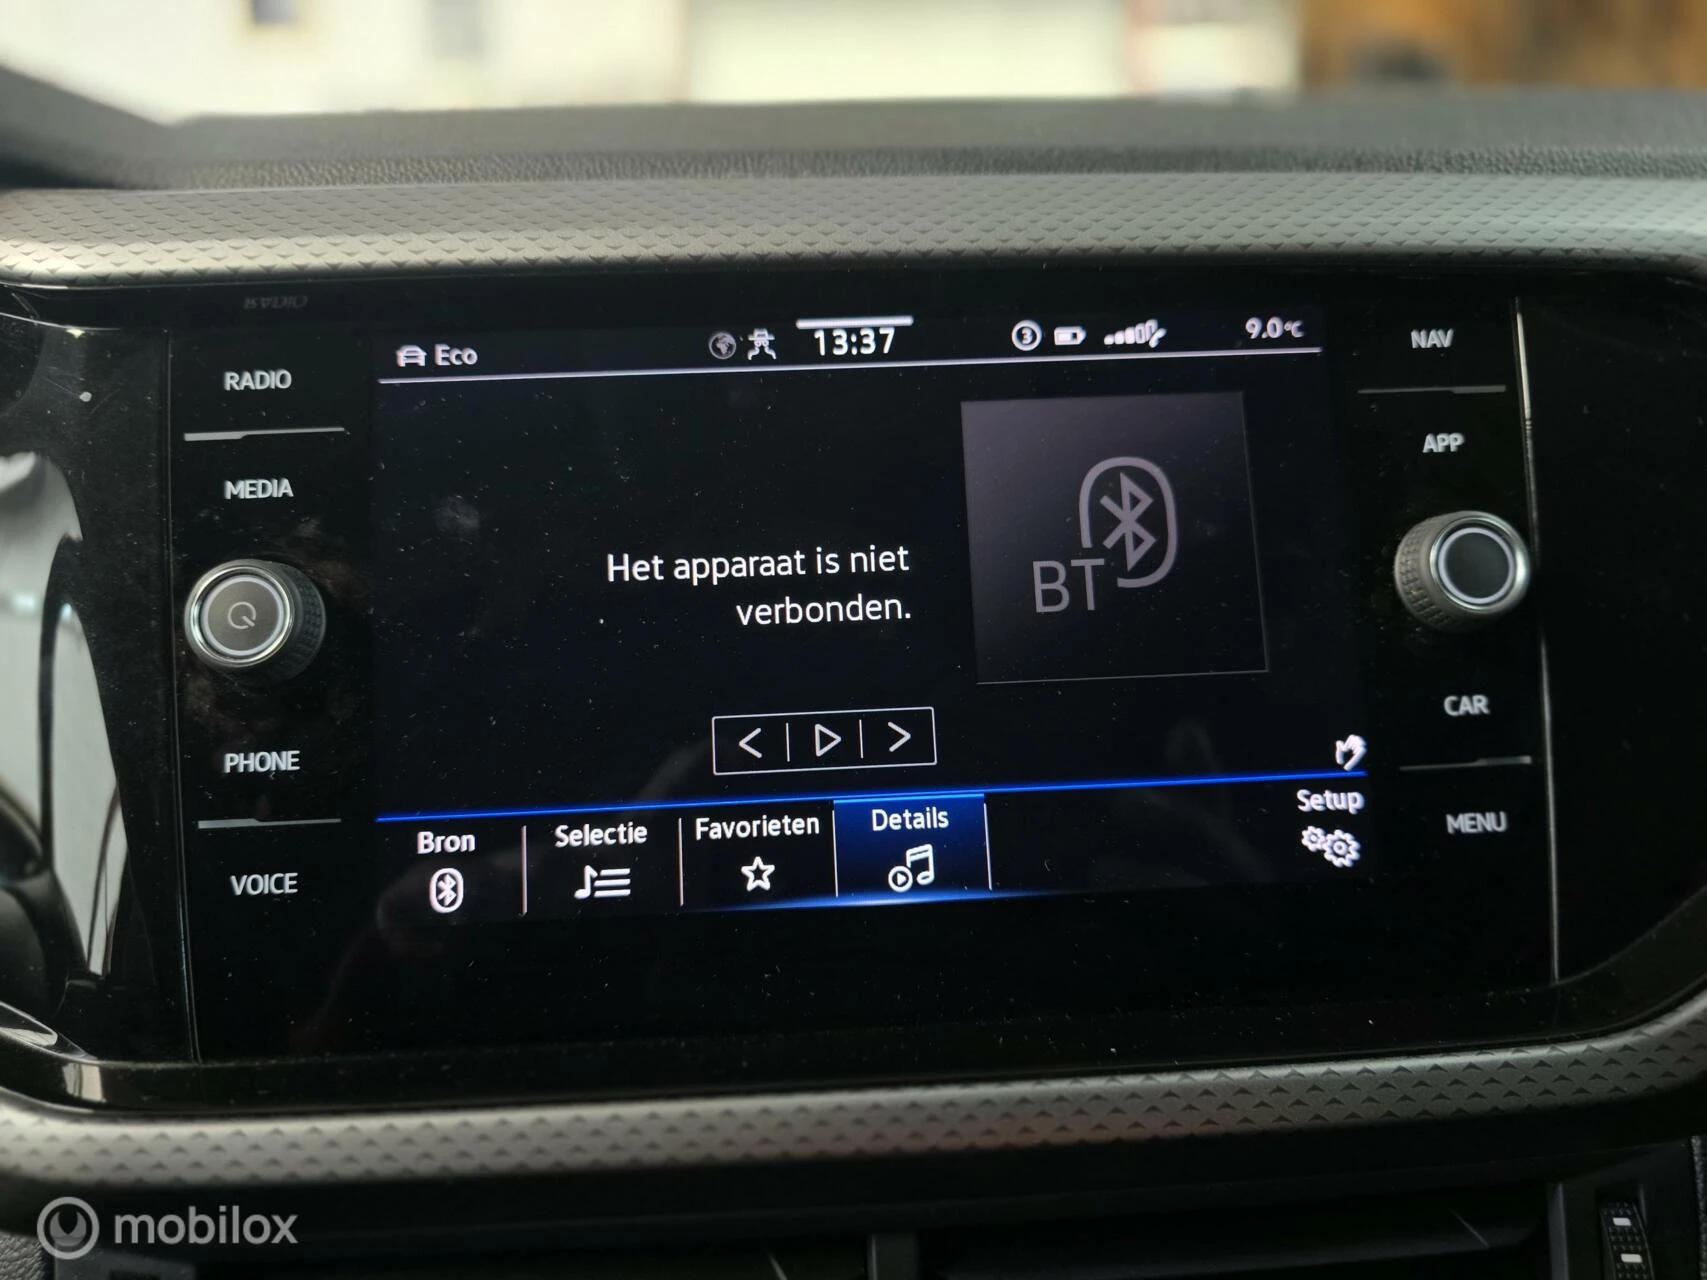 RADIO
MEDIA
PHONE
VOICE
Eco
13:37
3
9.0°C
Het apparaat is niet
verbonden.
BT
Bron
Selectie
Favorieten
Details
Setup
NAV
APP
CAR
MENU
mobilox